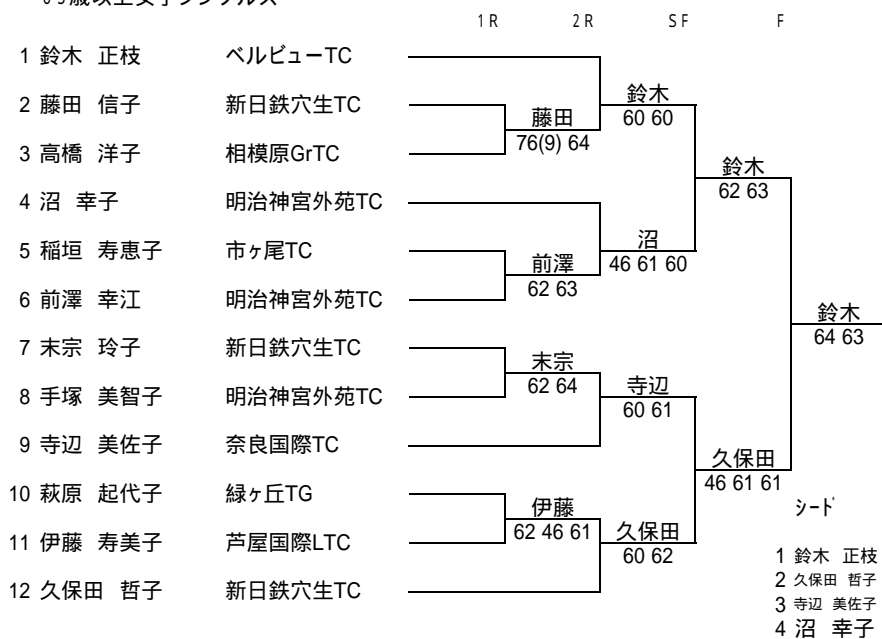 歳以上女子シングルス
1R 2R SF F
1 鈴木 正枝 ベルビューTC
鈴木
2 藤田 信子 新日鉄穴生TC
60 60
藤田
76(9) 64
3 高橋 洋子 相模原GrTC
鈴木
62 63
4 沼 幸子 明治神宮外苑TC
沼
5 稲垣 寿恵子 市ヶ尾TC
46 61 60
前澤
62 63
6 前澤 幸江 明治神宮外苑TC
鈴木
64 63
7 末宗 玲子 新日鉄穴生TC
末宗
62 64
寺辺
8 手塚 美智子 明治神宮外苑TC
60 61
9 寺辺 美佐子 奈良国際TC
久保田
46 61 61
10 萩原 起代子 緑ヶ丘TG
シード
伊藤
62 46 61
久保田
11 伊藤 寿美子 芦屋国際LTC
60 62
1 鈴木 正枝
2 久保田 哲子
12 久保田 哲子 新日鉄穴生TC
3 寺辺 美佐子
4 沼 幸子